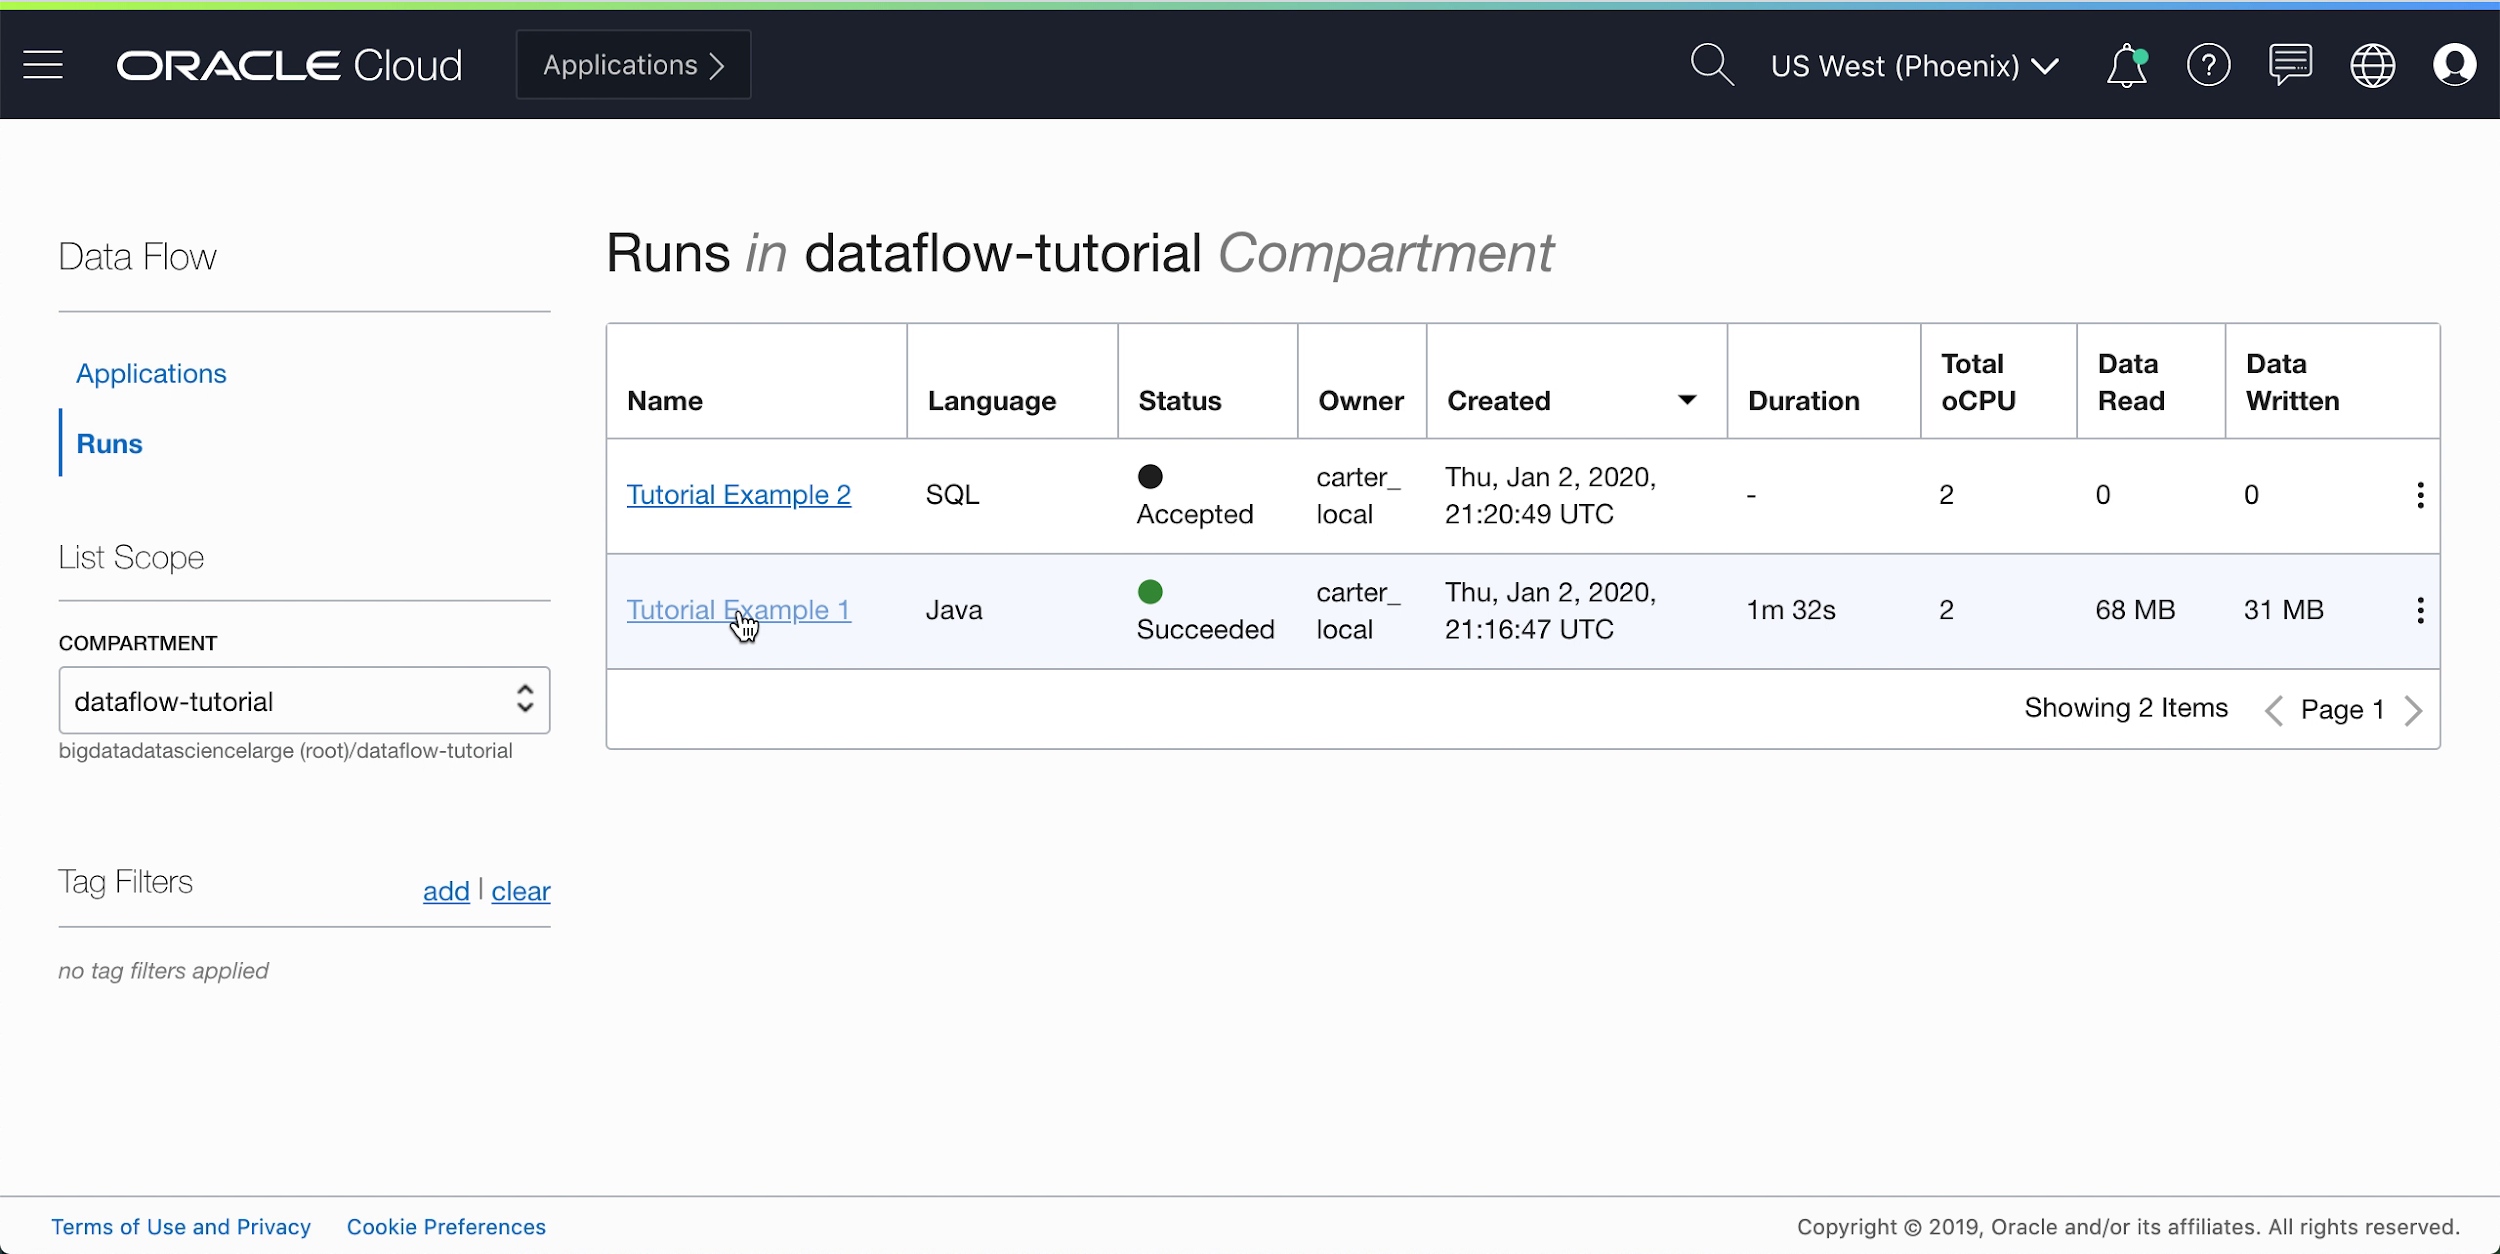 ORACLE Cloud
Applications
US West (Phoenix)
Data Flow
Applications
Runs
List Scope
COMPARTMENT
dataflow-tutorial
bigdatadatasciencelarge (root)/dataflow-tutorial
Tag Filters
add | clear
no tag filters applied
Runs in dataflow-tutorial Compartment
Name Language Status Owner Created Duration Total oCPU Data Read Data Written
Tutorial Example 2 SQL Accepted carter_local Thu, Jan 2, 2020, 21:20:49 UTC - 2 0 0
Tutorial Example 1 Java Succeeded carter_local Thu, Jan 2, 2020, 21:16:47 UTC 1m 32s 2 68 MB 31 MB
Showing 2 Items Page 1
Terms of Use and Privacy Cookie Preferences
Copyright © 2019, Oracle and/or its affiliates. All rights reserved.